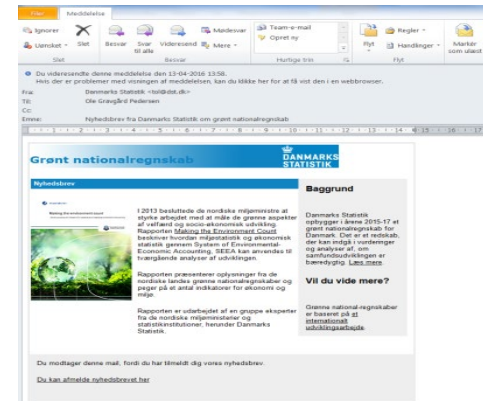 Filer Meddelelse
Ignorer
Uønsket
Slet
Besvar
Svar til alle
Videresend
Mødesvar
Mere
Team-e-mail
Opret ny
Flyt
Regler
Handlinger
Markér som ulæst
Slet Besvar Hurtige trin Flyt
Du videresendte denne meddelelse den 13-04-2016 13:58.
Hvis der er problemer med visningen af meddelelsen, kan du klikke her for at få vist den i en webbrowser.
Fra: Danmarks Statistik <tsl@dst.dk>
Til: Ole Gravgård Pedersen
Cc:
Emne: Nyhedsbrev fra Danmarks Statistik om grønt nationalregnskab
Grønt nationalregnskab
DANMARKS
STATISTIK
Nyhedsbrev
Making the environment count
I 2013 besluttede de nordiske miljøministre at
styrke arbejdet med at måle de grønne aspekter
af velfærd og socio-økonomisk udvikling.
Rapporten Making the Environment Count
beskriver hvordan miljøstatistik og økonomisk
statistik gennem System of Environmental-
Economic Accounting, SEEA kan anvendes til
tværgående analyser af udviklingen.
Rapporten præsenterer oplysninger fra de
nordiske landes grønne nationalregnskaber og
peger på et antal indikatorer for økonomi og
miljø.
Rapporten er udarbejdet af en gruppe eksperter
fra de nordiske miljøministerier og
statistikinstitutioner, herunder Danmarks
Statistik.
Baggrund
Danmarks Statistik
opbygger i årene 2015-17 et
grønt nationalregnskab for
Danmark. Det er et redskab,
der kan indgå i vurderinger
og analyser af, om
samfundsudviklingen er
bæredygtig. Læs mere.
Vil du vide mere?
Grønne national-regnskaber
er baseret på et
internationalt
udviklingsarbejde.
Du modtager denne mail, fordi du har tilmeldt dig vores nyhedsbrev.
Du kan afmelde nyhedsbrevet her